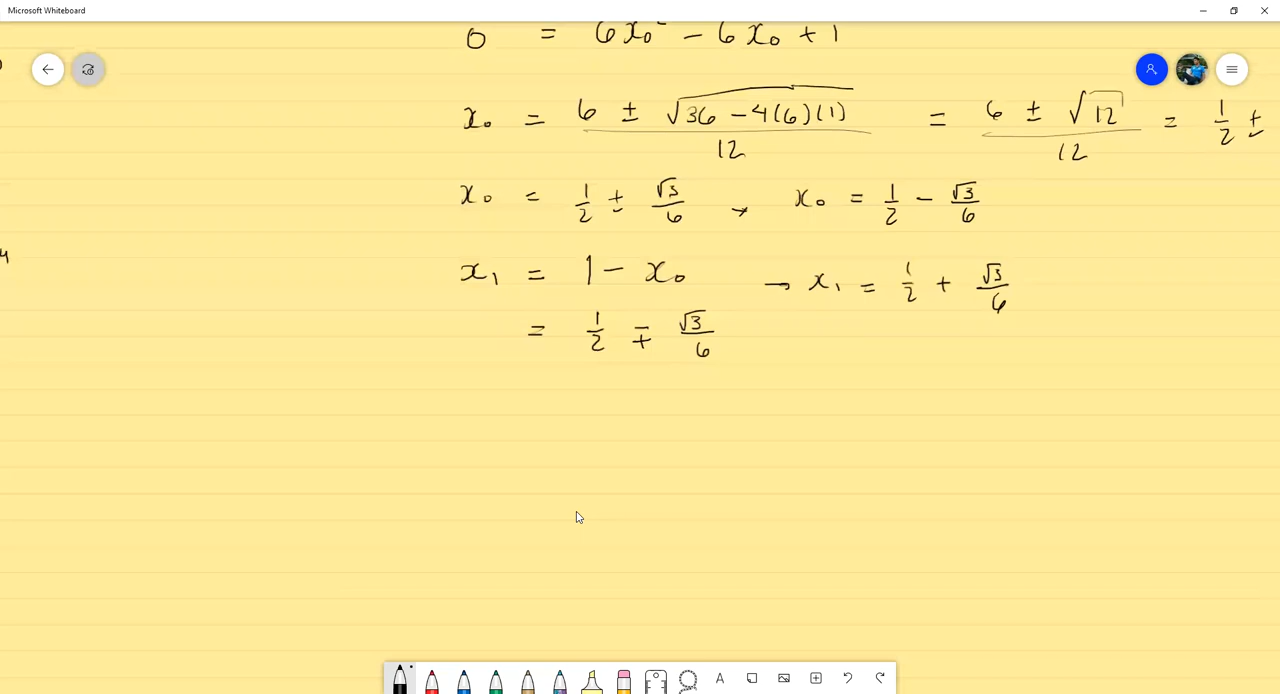 Microsoft Whiteboard
0 = 6x₀² - 6x₀ + 1
x₀ = (6 ± √(36 - 4(6)(1)))/12 = (6 ± √12)/12 = 1/2 ±
x₀ = 1/2 ± √3/6 → x₀ = 1/2 - √3/6
x₁ = 1 - x₀ → x₁ = 1/2 + √3/6
= 1/2 ∓ √3/6
A